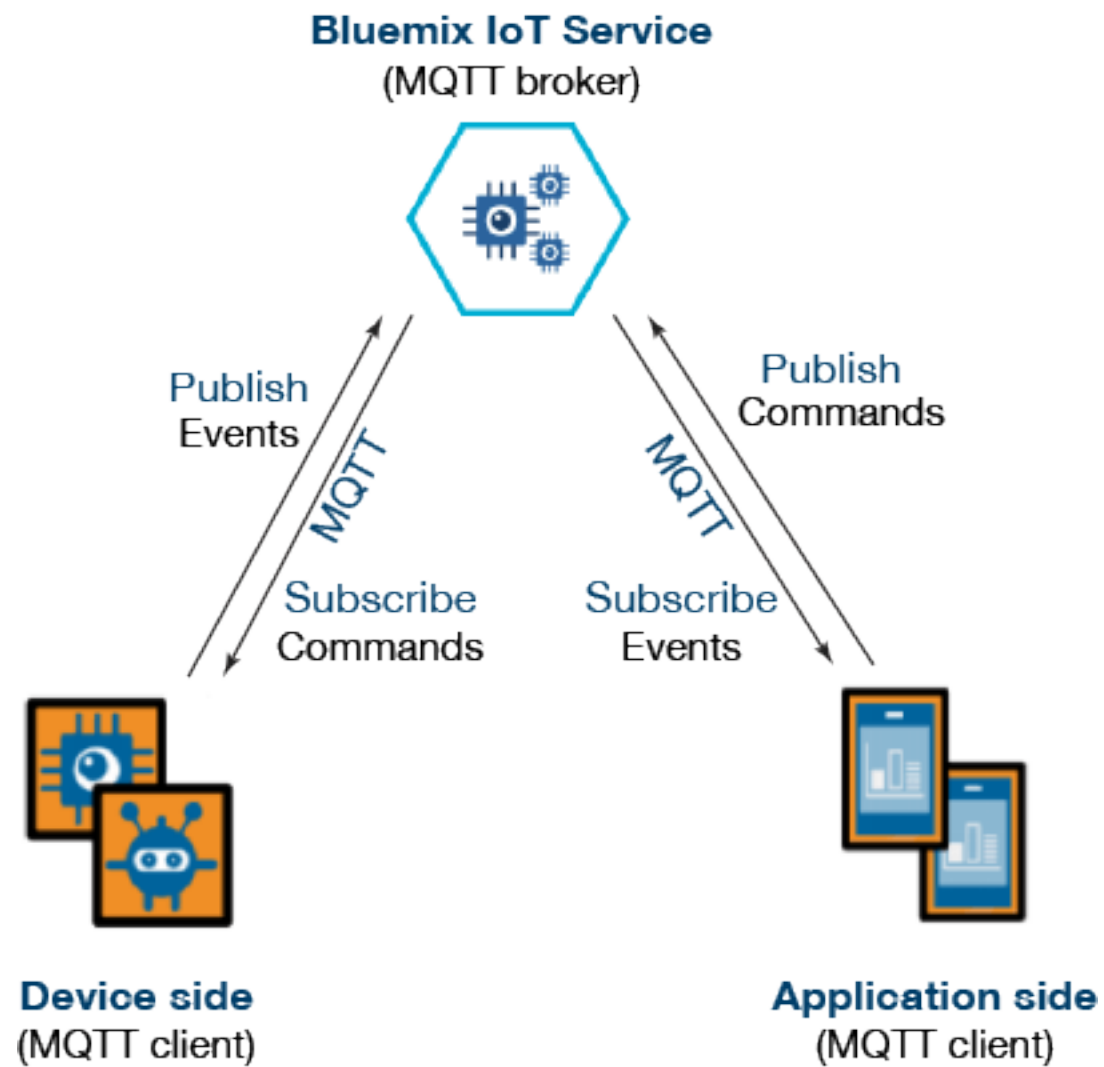 Bluemix IoT Service
(MQTT broker)
Publish
Events
MQTT
Subscribe
Commands
Publish
Commands
MQTT
Subscribe
Events
Device side
(MQTT client)
Application side
(MQTT client)